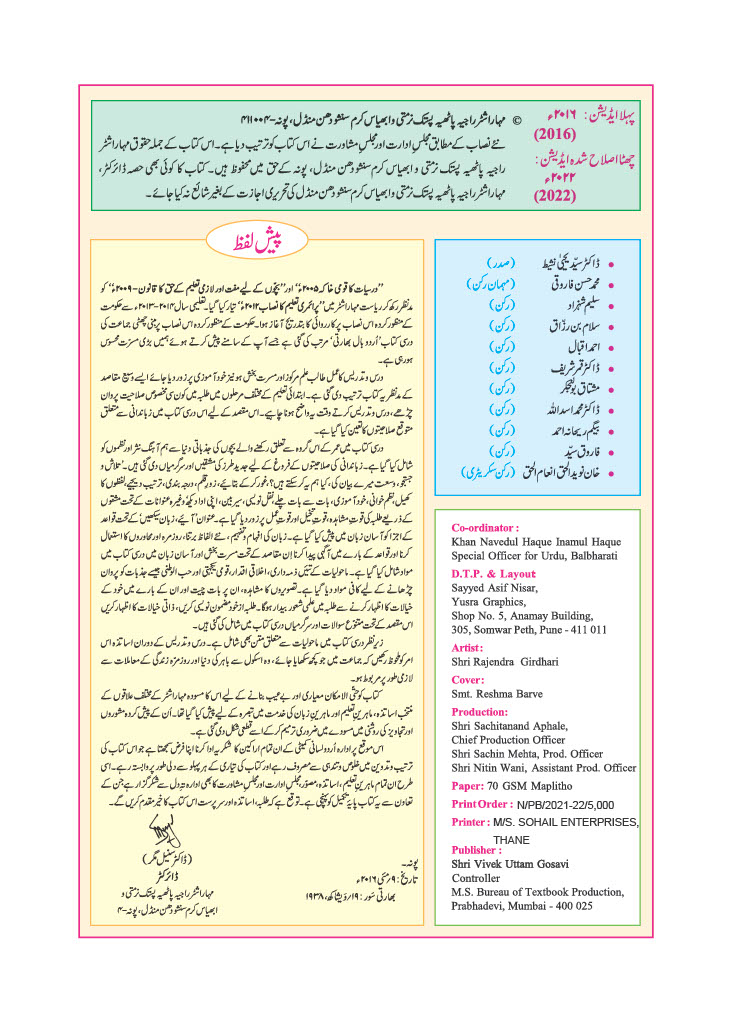 پہلا ایڈیشن : ۲۰۱۶ء
(2016)
چھٹا اصلاح شدہ ایڈیشن :
۲۰۲۲ء
(2022)
© مہاراشٹر راجیہ پاٹھیہ پستک نرمتی و ابھیاس کرم سنشودھن منڈل، پونہ-۴۱۱۰۰۴
نئے نصاب کے مطابق مجلسِ ادارت اور مجلسِ مشاورت نے اس کتاب کو ترتیب دیا ہے۔ اس کتاب کے جملہ حقوق مہاراشٹر
راجیہ پاٹھیہ پستک نرمتی و ابھیاس کرم سنشودھن منڈل، پونہ کے حق میں محفوظ ہیں۔ کتاب کا کوئی بھی حصہ ڈائرکٹر،
مہاراشٹر راجیہ پاٹھیہ پستک نرمتی و ابھیاس کرم سنشودھن منڈل کی تحریری اجازت کے بغیر شائع نہ کیا جائے۔
• ڈاکٹر سیّد یحییٰ نشیط (صدر)
• محمد حسن فاروقی (مہمان رکن)
• سلیم شہزاد (رکن)
• سلام بن رزّاق (رکن)
• احمد اقبال (رکن)
• ڈاکٹر قمر شریف (رکن)
• مشتاق بولنجکر (رکن)
• ڈاکٹر محمد اسد اللہ (رکن)
• بیگم ریحانہ احمد (رکن)
• فاروق سیّد (رکن)
• خان نوید الحق انعام الحق (رکن سکریٹری)
پیش لفظ
”درسیات کا قومی خاکہ ۲۰۰۵ء“ اور ”بچوں کے لیے مفت اور لازمی تعلیم کے حق کا قانون - ۲۰۰۹ء“ کو
مدنظر رکھ کر ریاست مہاراشٹر میں ”پرائمری تعلیم کا نصاب ۲۰۱۲ء“ تیار کیا گیا۔ تعلیمی سال ۲۰۱۴-۲۰۱۳ء سے حکومت
کے منظور کردہ اس نصاب پر کارروائی کا بتدریج آغاز ہوا۔ حکومت کے منظور کردہ اس نصاب پر مبنی چھٹی جماعت کی
درسی کتاب ’اُردو بال بھارتی‘ مرتب کی گئی ہے جسے آپ کے سامنے پیش کرتے ہوئے ہمیں بڑی مسرت محسوس
ہورہی ہے۔
درس و تدریس کا عمل طالب علم مرکوز اور مسرت بخش ہو نیز خود آموزی پر زور دیا جائے ایسے وسیع مقاصد
کے مدنظر یہ کتاب ترتیب دی گئی ہے۔ ابتدائی تعلیم کے مختلف مرحلوں میں طلبہ میں کون سی مخصوص صلاحیت پروان
چڑھے، درس و تدریس کرتے وقت یہ واضح ہونا چاہیے۔ اس مقصد کے لیے اس درسی کتاب میں زباندانی سے متعلق
متوقع صلاحیتوں کا تعین کیا گیا ہے۔
درسی کتاب میں عمر کے اس گروہ سے تعلق رکھنے والے بچوں کی جذباتی دنیا سے ہم آہنگ نثر اور نظموں کو
شامل کیا گیا ہے۔ زباندانی کی صلاحیتوں کے فروغ کے لیے جدید طرز کی مشقیں اور سرگرمیاں دی گئی ہیں۔ ’تلاش و
جستجو، وسعت میرے بیان کی، کیا ہم یہ کرسکتے ہیں؟، غور کرکے بتائیے، زورِ قلم، درجہ بندی، ترتیب دیجیے، لفظوں کا
کھیل، نظم خوانی، خود آموزی، بات سے بات چلے، نقل نویسی، سیر بین، اپنی لاد دیکھو وغیرہ عنوانات کے تحت مشقوں
کے ذریعے طلبہ کی قوت مشاہدہ، قوتِ تخیل اور قوتِ عمل پر زور دیا گیا ہے۔ عنوان ’آئیے، زبان سیکھیں‘ کے تحت قواعد
کے اجزا کو آسان زبان میں پیش کیا گیا ہے۔ زبان کی افہام و تفہیم، نئے الفاظ برتنا، روزمرہ اور محاوروں کا استعمال
کرنا اور قواعد کے بارے میں آگہی پیدا کرنا اِن مقاصد کے تحت مسرت بخش اور آسان زبان میں درسی کتاب میں
مواد شامل کیا گیا ہے۔ ماحولیات کے تئیں ذمہ داری، اخلاقی اقدار، قومی یکجہتی اور حب الوطنی جیسے جذبات کو پروان
چڑھانے کے لیے کافی مواد دیا گیا ہے۔ تصویروں کا مشاہدہ، ان پر بات چیت اور ان کے بارے میں خود کے
خیالات کا اظہار کرنے سے طلبہ میں علمی شعور بیدار ہوگا۔ طلبہ از خود مضمون نویسی کریں، ذاتی خیالات کا اظہار کریں
اس مقصد کے تحت متنوع سوالات اور سرگرمیاں درسی کتاب میں شامل کی گئی ہیں۔
زیرِ نظر درسی کتاب میں ماحولیات سے متعلق متن بھی شامل ہے۔ درس و تدریس کے دوران اساتذہ اس
امر کو ملحوظ رکھیں کہ جماعت میں جو کچھ سکھایا جائے، وہ اسکول سے باہر کی دنیا اور روزمرہ زندگی کے معاملات سے
لازمی طور پر مربوط ہو۔
کتاب کو حتّی الامکان معیاری اور بے عیب بنانے کے لیے اس کا مسودہ مہاراشٹر کے مختلف علاقوں کے
منتخب اساتذہ، ماہرینِ تعلیم اور ماہرینِ زبان کی خدمت میں تبصرہ کے لیے پیش کیا گیا تھا۔ اُن کے پیش کردہ مشوروں
اور تجاویز کی روشنی میں مسودے میں ضروری ترمیم کرکے اسے قطعی شکل دی گئی ہے۔
اس موقع پر ادارہ اُردو لسانی کمیٹی کے ان تمام اراکین کا شکریہ ادا کرنا اپنا فرض سمجھتا ہے جو اس کتاب کی
ترتیب و تدوین میں خلوص و تندہی سے مصروف رہے اور کتاب کی تیاری کے ہر پہلو سے دلی طور پر وابستہ رہے۔ اسی
طرح ان تمام ماہرینِ تعلیم، اساتذہ، مصوّر، مجلسِ ادارت اور مجلسِ مشاورت کا بھی ادارہ تہِ دل سے شکر گزار ہے جن کے
تعاون سے یہ کتاب پایۂ تکمیل کو پہنچی ہے۔ توقع ہے کہ طلبہ، اساتذہ اور سرپرست اس کتاب کا خیر مقدم کریں گے۔
(ڈاکٹر سنیل مگر)
ڈائرکٹر
مہاراشٹر راجیہ پاٹھیہ پستک نرمتی و
ابھیاس کرم سنشودھن منڈل، پونہ-۴
پونہ۔
تاریخ : ۹؍مئی ۲۰۱۶ء
بھارتی سَور : ۱۹؍وَیشاکھ، ۱۹۳۸
Co-ordinator :
Khan Navedul Haque Inamul Haque
Special Officer for Urdu, Balbharati
D.T.P. & Layout:
Sayyed Asif Nisar,
Yusra Graphics,
Shop No. 5, Anamay Building,
305, Somwar Peth, Pune - 411 011
Artist:
Shri Rajendra Girdhari
Cover:
Smt. Reshma Barve
Production:
Shri Sachitanand Aphale,
Chief Production Officer
Shri Sachin Mehta, Prod. Officer
Shri Nitin Wani, Assistant Prod. Officer
Paper: 70 GSM Maplitho
Print Order : N/PB/2021-22/5,000
Printer : M/S. SOHAIL ENTERPRISES,
THANE
Publisher :
Shri Vivek Uttam Gosavi
Controller
M.S. Bureau of Textbook Production,
Prabhadevi, Mumbai - 400 025